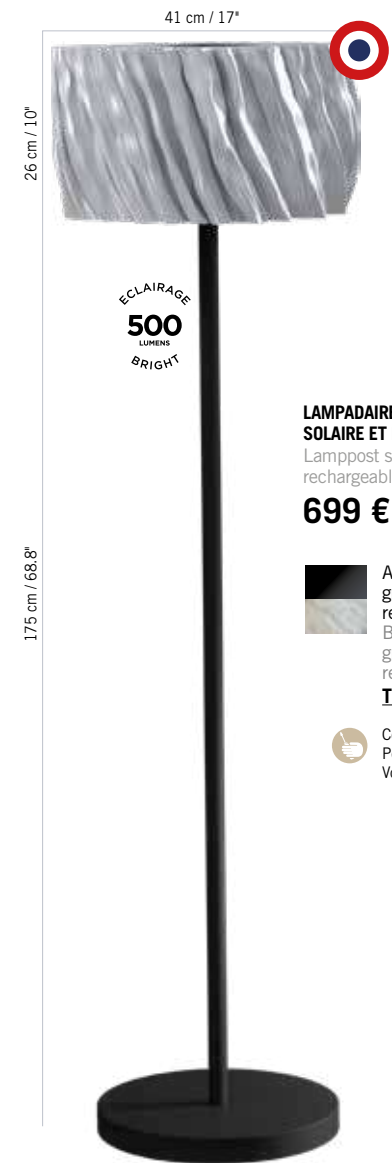 41 cm / 17"
26 cm / 10"
ECLAIRAGE
500
LUMENS
BRIGHT
LAMPADAIRE
SOLAIRE ET
Lamppost
699 €
175 cm / 68.8"